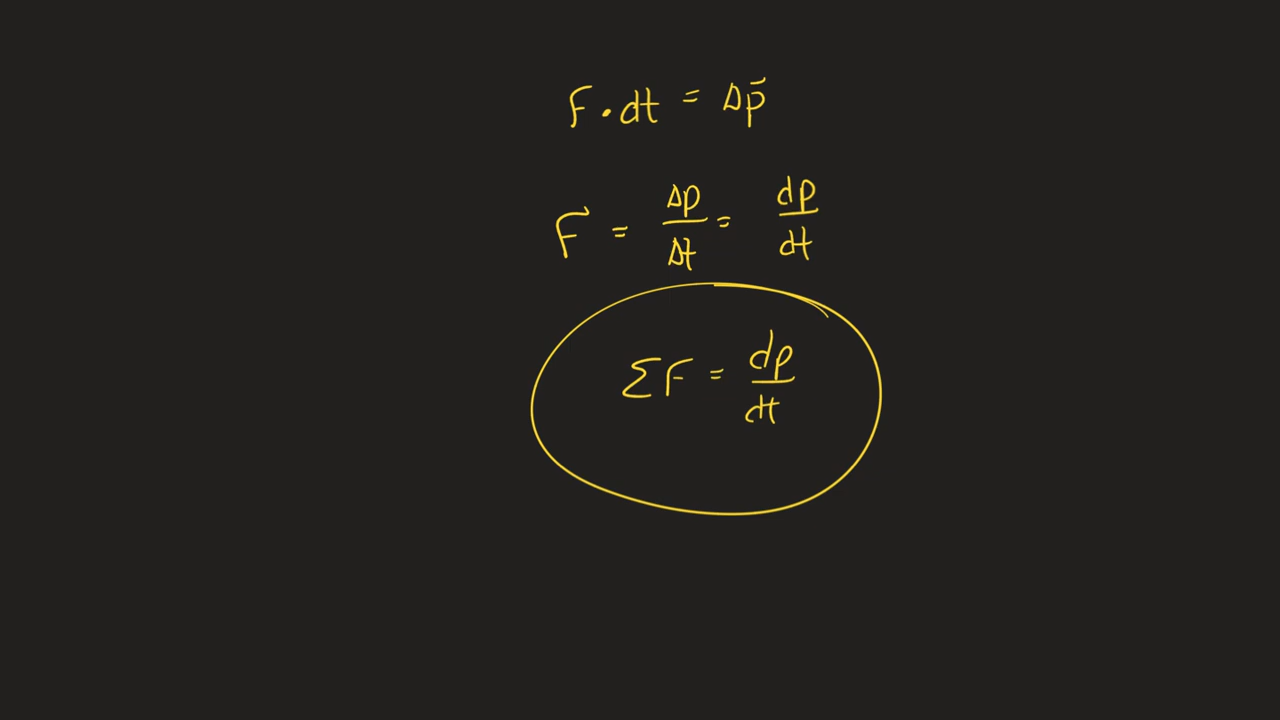 F · dt = Δp⃗
F⃗ = Δp/Δt = dp/dt
ΣF = dp/dt